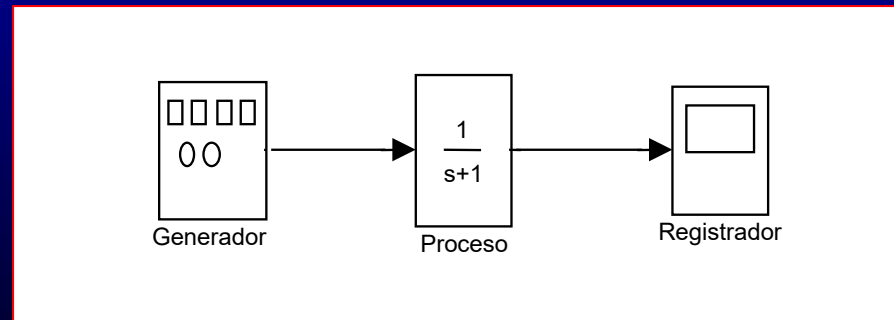 1
s+1
Generador
Proceso
Registrador